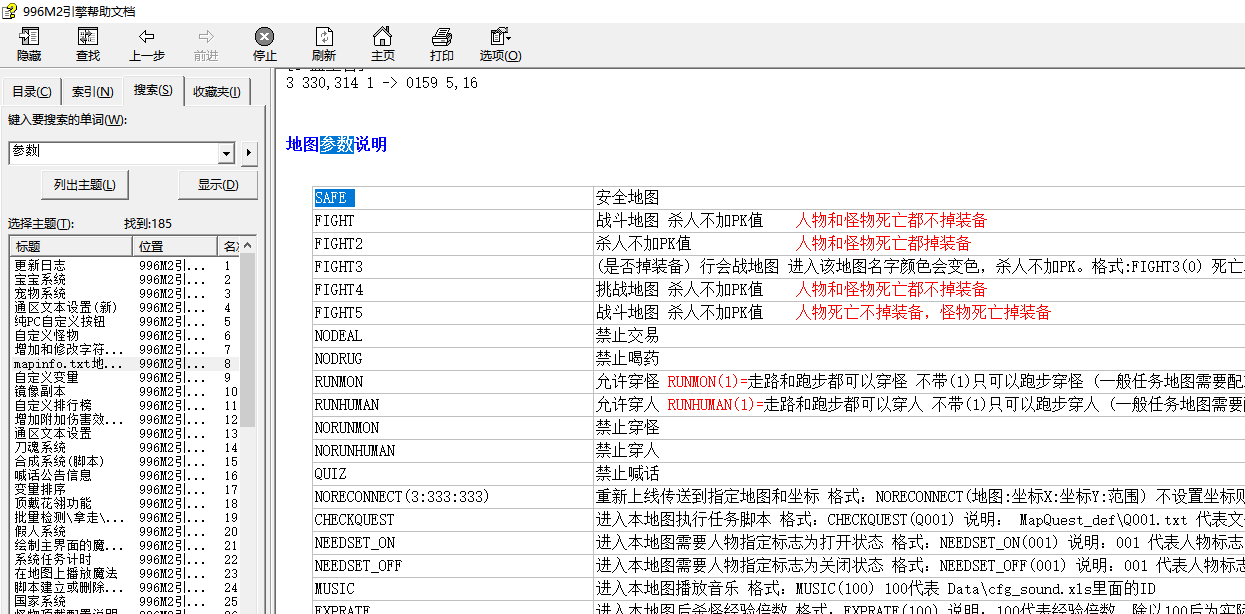 996M2引擎帮助文档
隐藏 查找 上一步 前进 停止 刷新 主页 打印 选项(O)
目录(C) 索引(N) 搜索(S) 收藏夹(I)
键入要搜索的单词(W):
参数
列出主题(L) 显示(D)
选择主题(T): 找到:185
标题 位置
更新日志 996M2引... 1
宝宝系统 996M2引... 2
宠物系统 996M2引... 3
通区文本设置(新) 996M2引... 4
纯PC自定义按钮 996M2引... 5
自定义怪物 996M2引... 6
增加和修改字符... 996M2引... 7
mapinfo.txt地... 996M2引... 8
自定义变量 996M2引... 9
镜像副本 996M2引... 10
自定义排行榜 996M2引... 11
增加附加伤害效... 996M2引... 12
通区文本设置 996M2引... 13
刀魂系统 996M2引... 14
合成系统(脚本) 996M2引... 15
喊话公告信息 996M2引... 16
变量排序 996M2引... 17
顶戴花翎功能 996M2引... 18
批量检测\拿走\... 996M2引... 19
假人系统 996M2引... 20
绘制主界面的魔... 996M2引... 21
系统任务计时 996M2引... 22
在地图上播放魔法 996M2引... 23
脚本建立或删除... 996M2引... 24
国家系统 996M2引... 25
3 330,314 1 -> 0159 5,16
地图参数说明
SAFE 安全地图
FIGHT 战斗地图 杀人不加PK值 人物和怪物死亡都不掉装备
FIGHT2 杀人不加PK值 人物和怪物死亡都掉装备
FIGHT3 (是否掉装备) 行会战地图 进入该地图名字颜色会变色，杀人不加PK。格式:FIGHT3(0) 死亡
FIGHT4 挑战地图 杀人不加PK值 人物和怪物死亡都不掉装备
FIGHT5 战斗地图 杀人不加PK值 人物死亡不掉装备，怪物死亡掉装备
NODEAL 禁止交易
NODRUG 禁止喝药
RUNMON 允许穿怪 RUNMON(1)=走路和跑步都可以穿怪 不带(1)只可以跑步穿怪 (一般任务地图需要配
RUNHUMAN 允许穿人 RUNHUMAN(1)=走路和跑步都可以穿人 不带(1)只可以跑步穿人 (一般任务地图需要
NORUNMON 禁止穿怪
NORUNHUMAN 禁止穿人
QUIZ 禁止喊话
NORECONNECT(3:333:333) 重新上线传送到指定地图和坐标 格式：NORECONNECT(地图:坐标X:坐标Y:范围) 不设置坐标则
CHECKQUEST 进入本地图执行任务脚本 格式：CHECKQUEST(Q001) 说明： MapQuest_def\Q001.txt 代表文
NEEDSET_ON 进入本地图需要人物指定标志为打开状态 格式：NEEDSET_ON(001) 说明：001 代表人物标志
NEEDSET_OFF 进入本地图需要人物指定标志为关闭状态 格式：NEEDSET_OFF(001) 说明：001 代表人物标志
MUSIC 进入本地图播放音乐 格式：MUSIC(100) 100代表 Data\cfg_sound.xls里面的ID
EXPRATE 进入本地图后杀怪经验倍数 格式：EXPRATE(100) 说明：100代表经验倍数，除以100后为实际